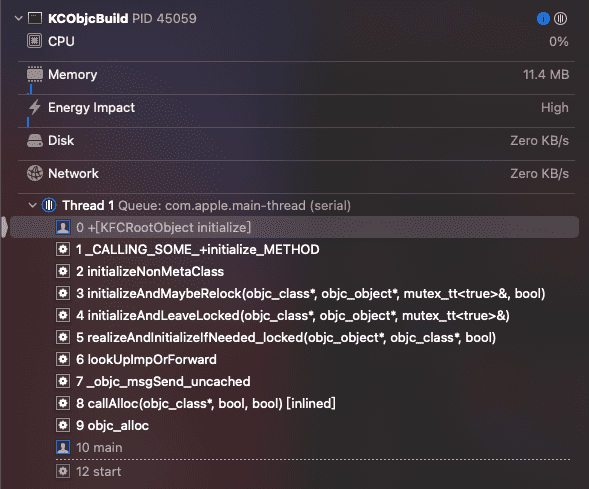 KCObjcBuild PID 45059
CPU 0%
Memory 11.4 MB
Energy Impact High
Disk Zero KB/s
Network Zero KB/s
Thread 1 Queue: com.apple.main-thread (serial)
0 +[KFCRootObject initialize]
1 _CALLING_SOME_+initialize_METHOD
2 initializeNonMetaClass
3 initializeAndMaybeRelock(objc_class*, objc_object*, mutex_tt<true>&, bool)
4 initializeAndLeaveLocked(objc_class*, objc_object*, mutex_tt<true>&)
5 realizeAndInitializeIfNeeded_locked(objc_object*, objc_class*, bool)
6 lookUpImpOrForward
7 _objc_msgSend_uncached
8 callAlloc(objc_class*, bool, bool) [inlined]
9 objc_alloc
10 main
12 start